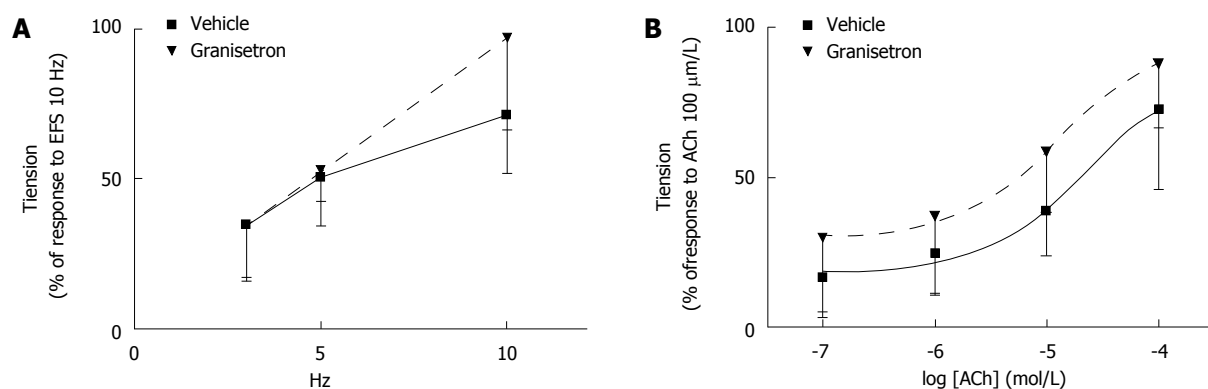 A
Vehicle
Granisetron
Tiension
(% of response to EFS 10 Hz)
100
50
0
0
5
10
Hz
B
Vehicle
Granisetron
Tiension
(% ofresponse to ACh 100 μm/L)
100
50
0
-7
-6
-5
-4
log [ACh] (mol/L)